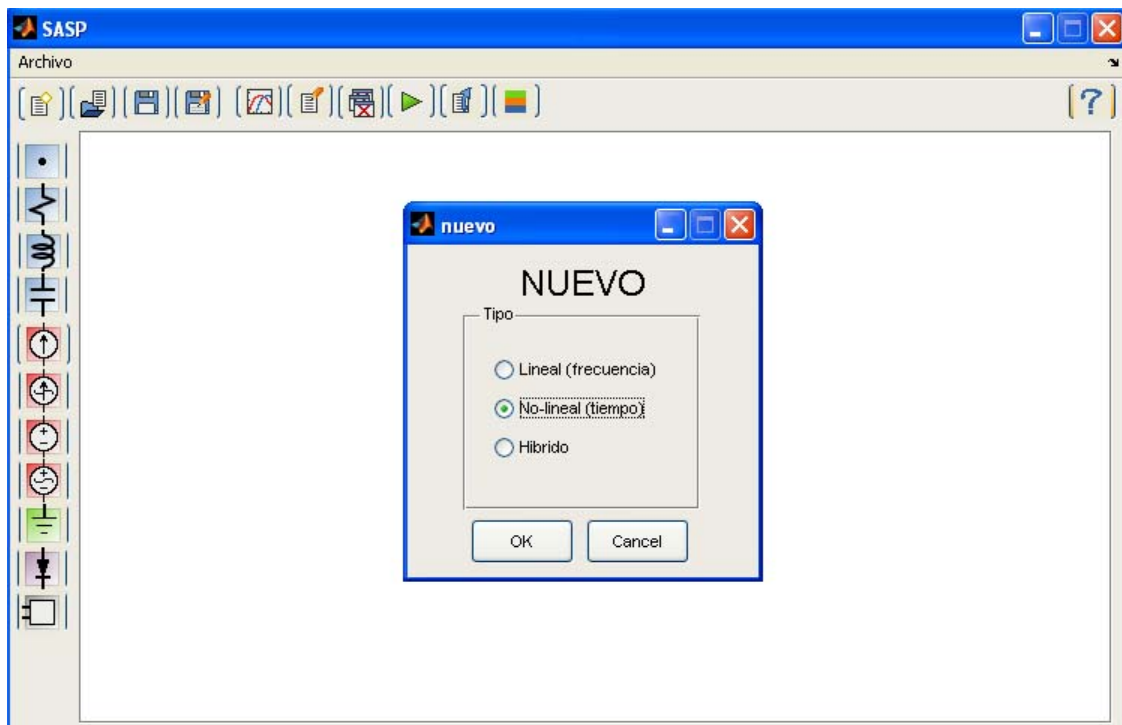 SASP
Archivo
?
nuevo
NUEVO
Tipo
Lineal (frecuencia)
No-lineal (tiempo)
Hibrido
OK
Cancel